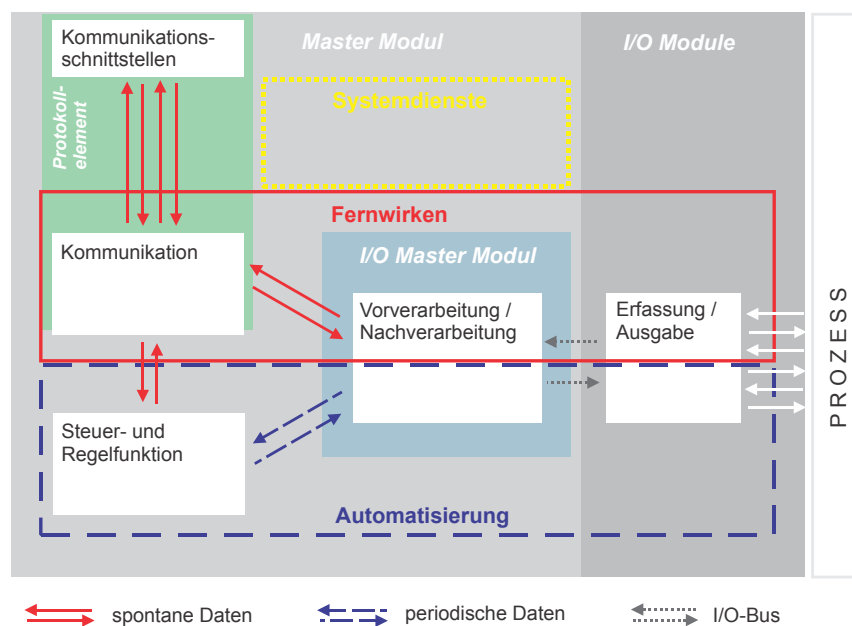 Kommunikations-
schnittstellen
Master Modul
I/O Module
Systemdienste
Protokoll-
element
Fernwirken
Kommunikation
I/O Master Modul
Vorverarbeitung /
Nachverarbeitung
Erfassung /
Ausgabe
PROZESS
Steuer- und
Regelfunktion
Automatisierung
spontane Daten
periodische Daten
I/O-Bus